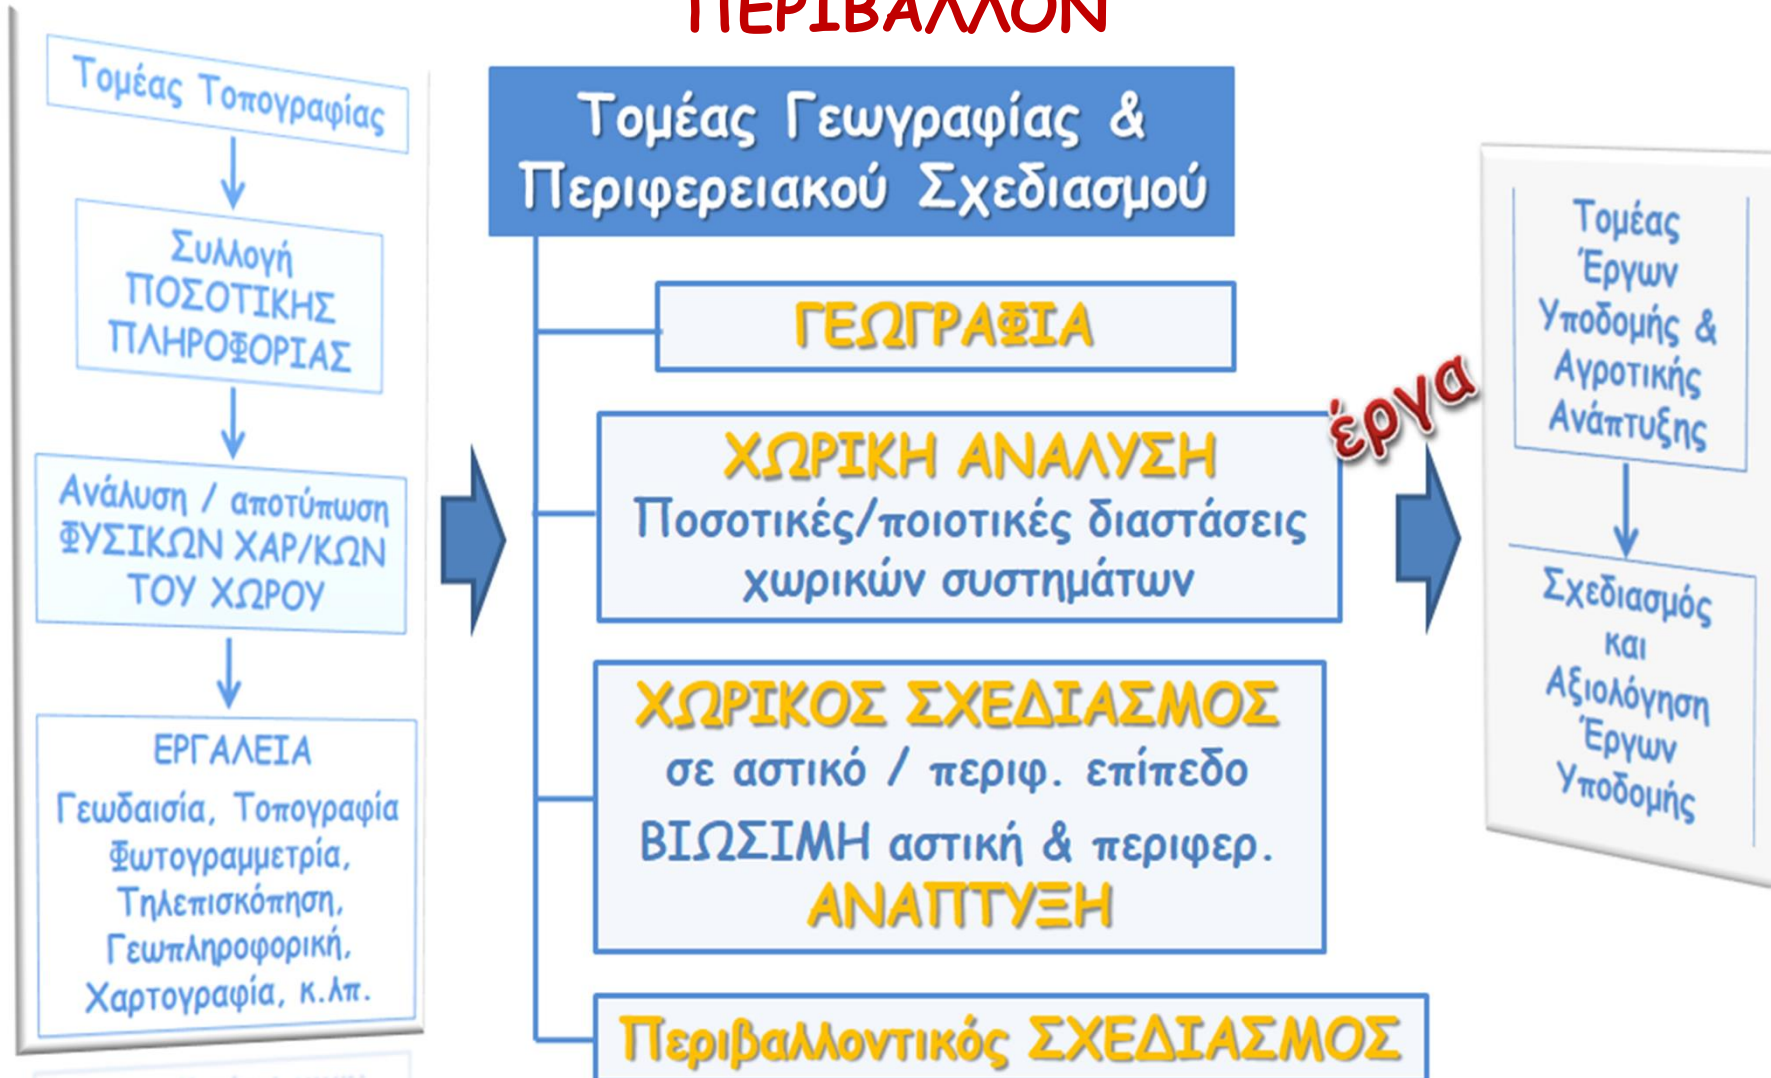 ΠΕΡΙΒΑΛΛΟΝ
Τομέας Τοπογραφίας
Συλλογή
ΠΟΣΟΤΙΚΗΣ
ΠΛΗΡΟΦΟΡΙΑΣ
Ανάλυση / αποτύπωση
ΦΥΣΙΚΩΝ ΧΑΡ/ΚΩΝ
ΤΟΥ ΧΩΡΟΥ
ΕΡΓΑΛΕΙΑ
Γεωδαισία, Τοπογραφία
Φωτογραμμετρία,
Τηλεπισκόπηση,
Γεωπληροφορική,
Χαρτογραφία, κ.λπ.
Τομέας Γεωγραφίας &
Περιφερειακού Σχεδιασμού
ΓΕΩΓΡΑΦΙΑ
ΧΩΡΙΚΗ ΑΝΑΛΥΣΗ
Ποσοτικές/ποιοτικές διαστάσεις
χωρικών συστημάτων
ΧΩΡΙΚΟΣ ΣΧΕΔΙΑΣΜΟΣ
σε αστικό / περιφ. επίπεδο
ΒΙΩΣΙΜΗ αστική & περιφερ.
ΑΝΑΠΤΥΞΗ
Περιβαλλοντικός ΣΧΕΔΙΑΣΜΟΣ
έργα
Τομέας
Έργων
Υποδομής &
Αγροτικής
Ανάπτυξης
Σχεδιασμός
και
Αξιολόγηση
Έργων
Υποδομής